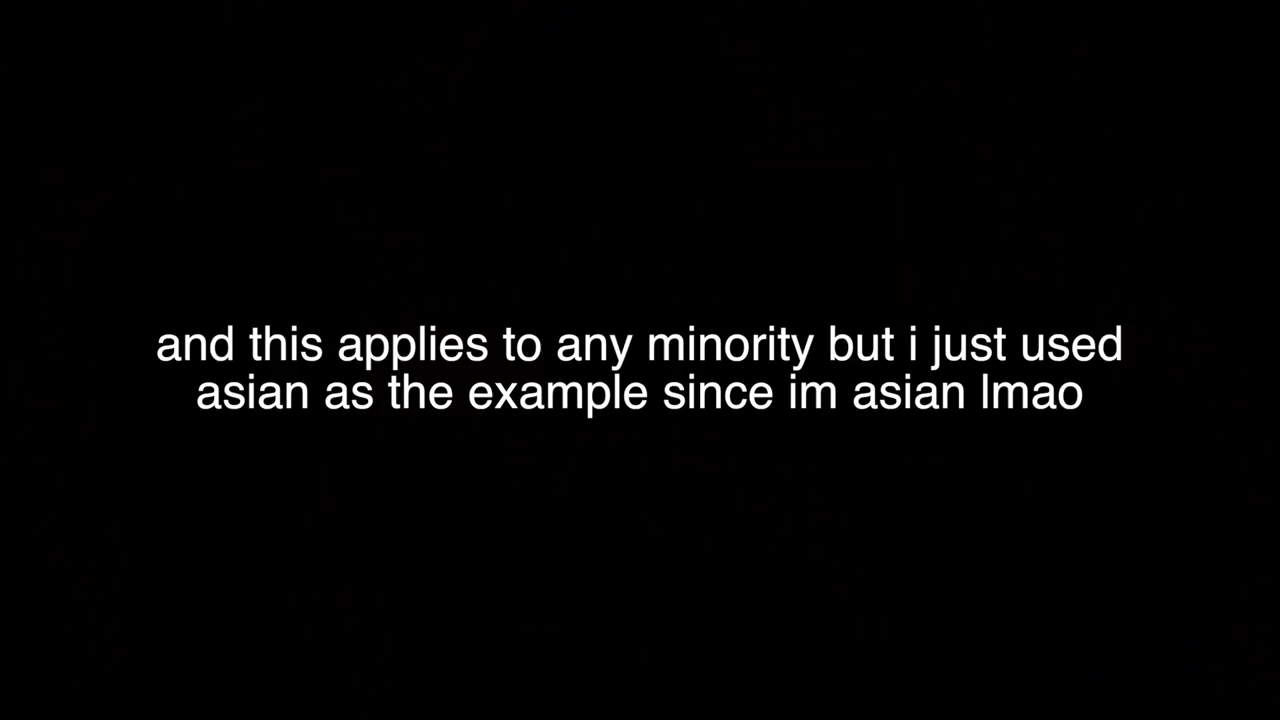 and this applies to any minority but i just used
asian as the example since im asian lmao